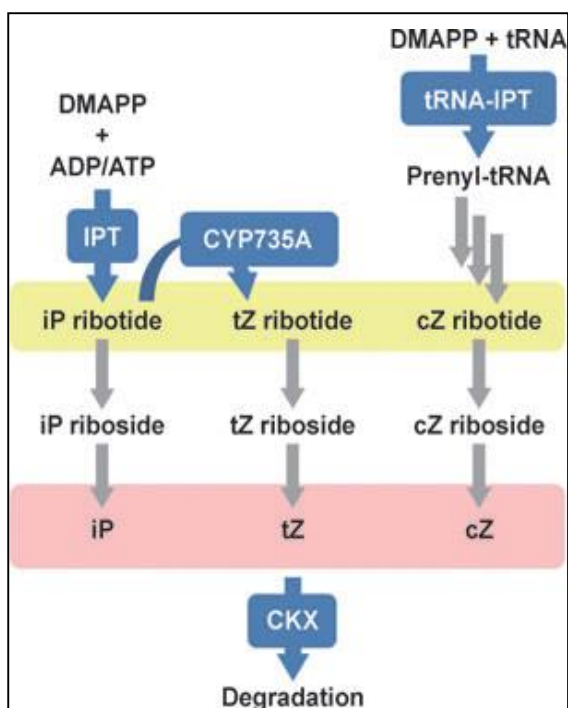 DMAPP + tRNA
tRNA-IPT
Prenyl-tRNA
DMAPP
+
ADP/ATP
IPT
CYP735A
iP ribotide tZ ribotide cZ ribotide
iP riboside tZ riboside cZ riboside
iP tZ cZ
CKX
Degradation